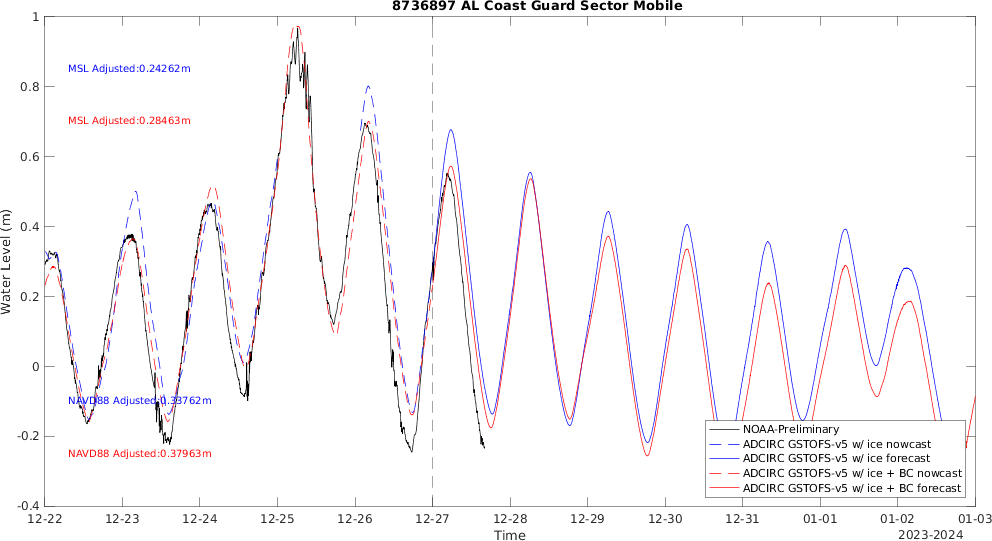 8736897 AL Coast Guard Sector Mobile
1
0.8
0.6
0.4
0.2
0
-0.2
-0.4
Water Level (m)
MSL Adjusted:0.24262m
MSL Adjusted:0.28463m
NAVD88 Adjusted:0.33762m
NAVD88 Adjusted:0.37963m
NOAA-Preliminary
ADCIRC GSTOFS-v5 w/ ice nowcast
ADCIRC GSTOFS-v5 w/ ice forecast
ADCIRC GSTOFS-v5 w/ ice + BC nowcast
ADCIRC GSTOFS-v5 w/ ice + BC forecast
12-22 12-23 12-24 12-25 12-26 12-27 12-28 12-29 12-30 12-31 01-01 01-02 01-03
Time
2023-2024